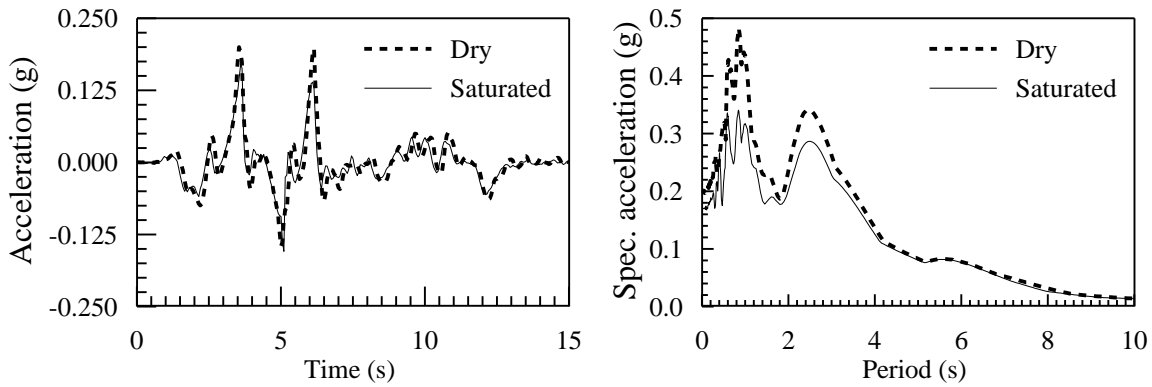 0.250
0.125
0.000
-0.125
-0.250
Acceleration (g)
Dry
Saturated
0 5 10 15
Time (s)
0.5
0.4
0.3
0.2
0.1
0.0
Spec. acceleration (g)
Dry
Saturated
0 2 4 6 8 10
Period (s)